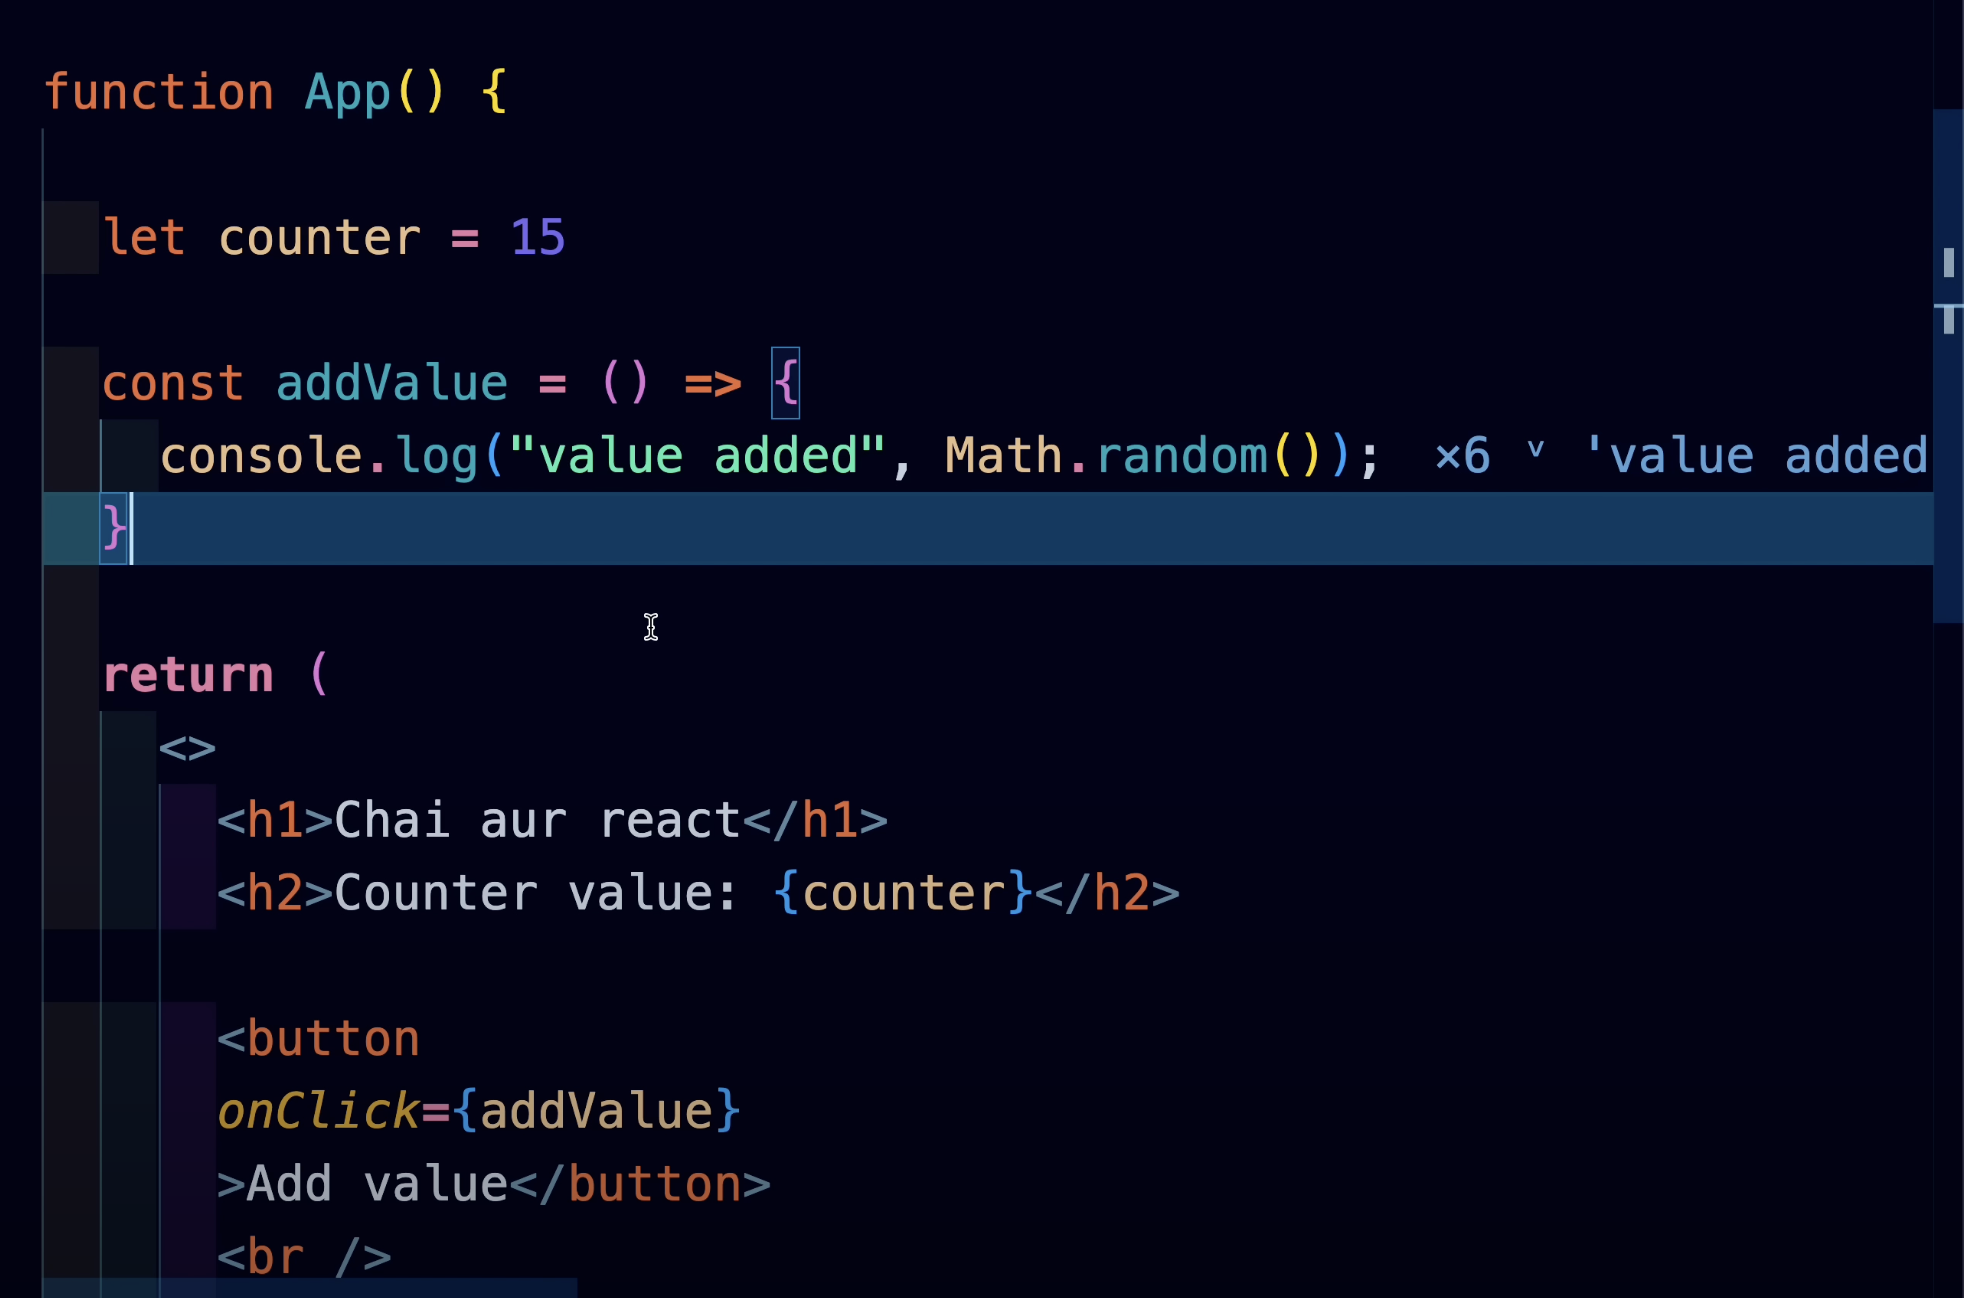 function App() {
let counter = 15
const addValue = () => {
console.log("value added", Math.random()); ×6 ᵛ 'value added
}
return (
<>
<h1>Chai aur react</h1>
<h2>Counter value: {counter}</h2>
<button
onClick={addValue}
>Add value</button>
<br />